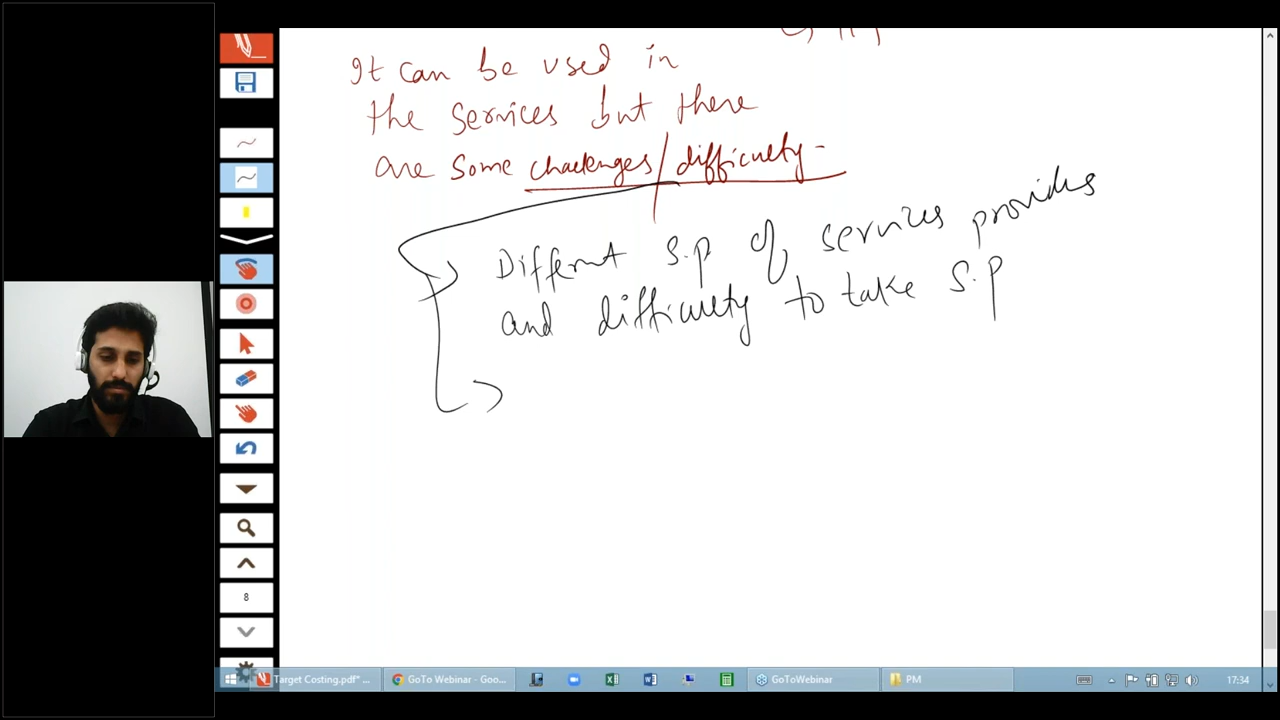 It can be used in
the services but there
are some challenges/difficulty-
Different S.P of services provides
and difficulty to take S.P
8
Target Costing.pdf* ...
GoTo Webinar - Goo...
GoToWebinar
PM
17:34